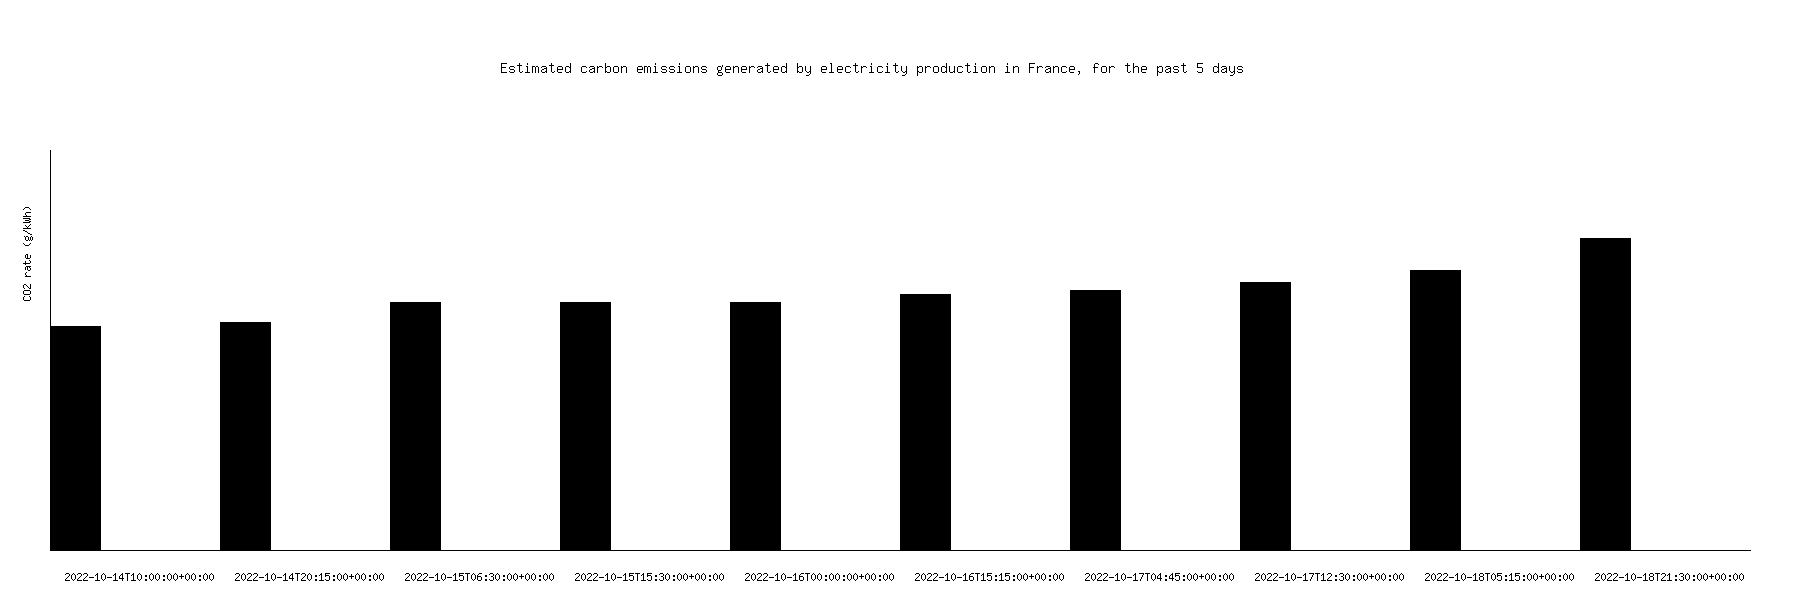 Estimated carbon emissions generated by electricity production in France, for the past 5 days
CO2 rate (g/kWh)
2022-10-14T10:00:00+00:00
2022-10-14T20:15:00+00:00
2022-10-15T06:30:00+00:00
2022-10-15T15:30:00+00:00
2022-10-16T00:00:00+00:00
2022-10-16T15:15:00+00:00
2022-10-17T04:45:00+00:00
2022-10-17T12:30:00+00:00
2022-10-18T05:15:00+00:00
2022-10-18T21:30:00+00:00